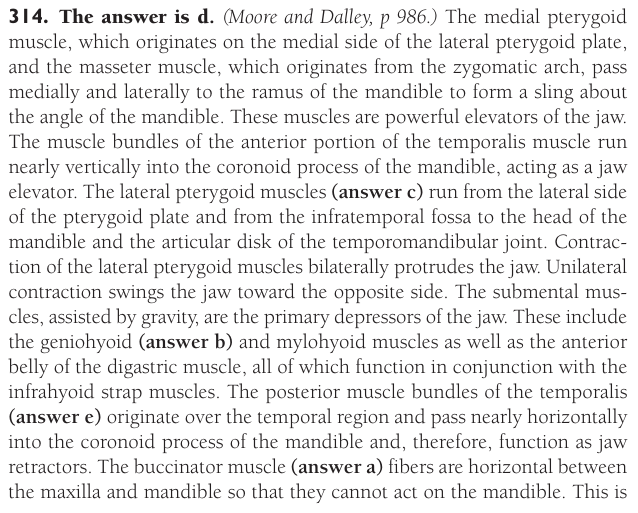 314. The answer is d. (Moore and Dalley, p 986.) The medial pterygoid
muscle, which originates on the medial side of the lateral pterygoid plate,
and the masseter muscle, which originates from the zygomatic arch, pass
medially and laterally to the ramus of the mandible to form a sling about
the angle of the mandible. These muscles are powerful elevators of the jaw.
The muscle bundles of the anterior portion of the temporalis muscle run
nearly vertically into the coronoid process of the mandible, acting as a jaw
elevator. The lateral pterygoid muscles (answer c) run from the lateral side
of the pterygoid plate and from the infratemporal fossa to the head of the
mandible and the articular disk of the temporomandibular joint. Contrac-
tion of the lateral pterygoid muscles bilaterally protrudes the jaw. Unilateral
contraction swings the jaw toward the opposite side. The submental mus-
cles, assisted by gravity, are the primary depressors of the jaw. These include
the geniohyoid (answer b) and mylohyoid muscles as well as the anterior
belly of the digastric muscle, all of which function in conjunction with the
infrahyoid strap muscles. The posterior muscle bundles of the temporalis
(answer e) originate over the temporal region and pass nearly horizontally
into the coronoid process of the mandible and, therefore, function as jaw
retractors. The buccinator muscle (answer a) fibers are horizontal between
the maxilla and mandible so that they cannot act on the mandible. This is